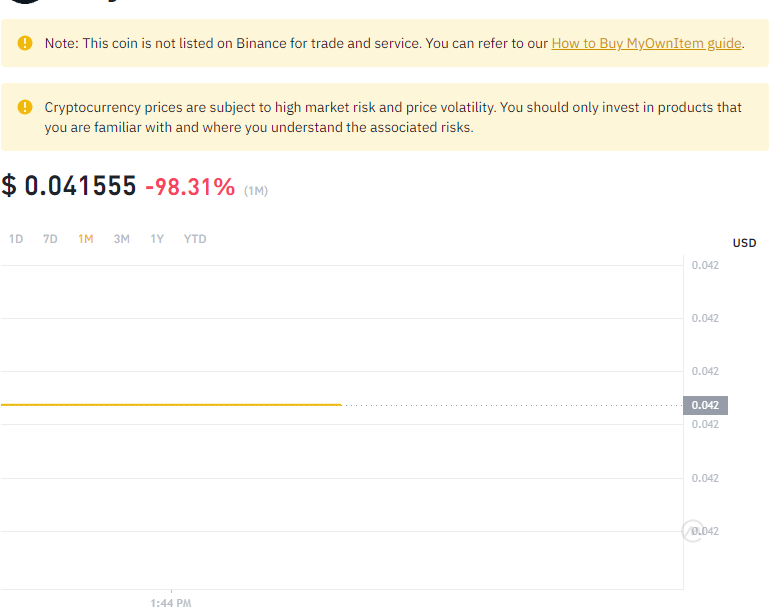 Note: This coin is not listed on Binance for trade and service. You can refer to our How to Buy MyOwnItem guide.
Cryptocurrency prices are subject to high market risk and price volatility. You should only invest in products that
you are familiar with and where you understand the associated risks.
$ 0.041555 -98.31% (1M)
1D 7D 1M 3M 1Y YTD
USD
0.042
0.042
0.042
0.042
0.042
0.042
0.042
1:44 PM